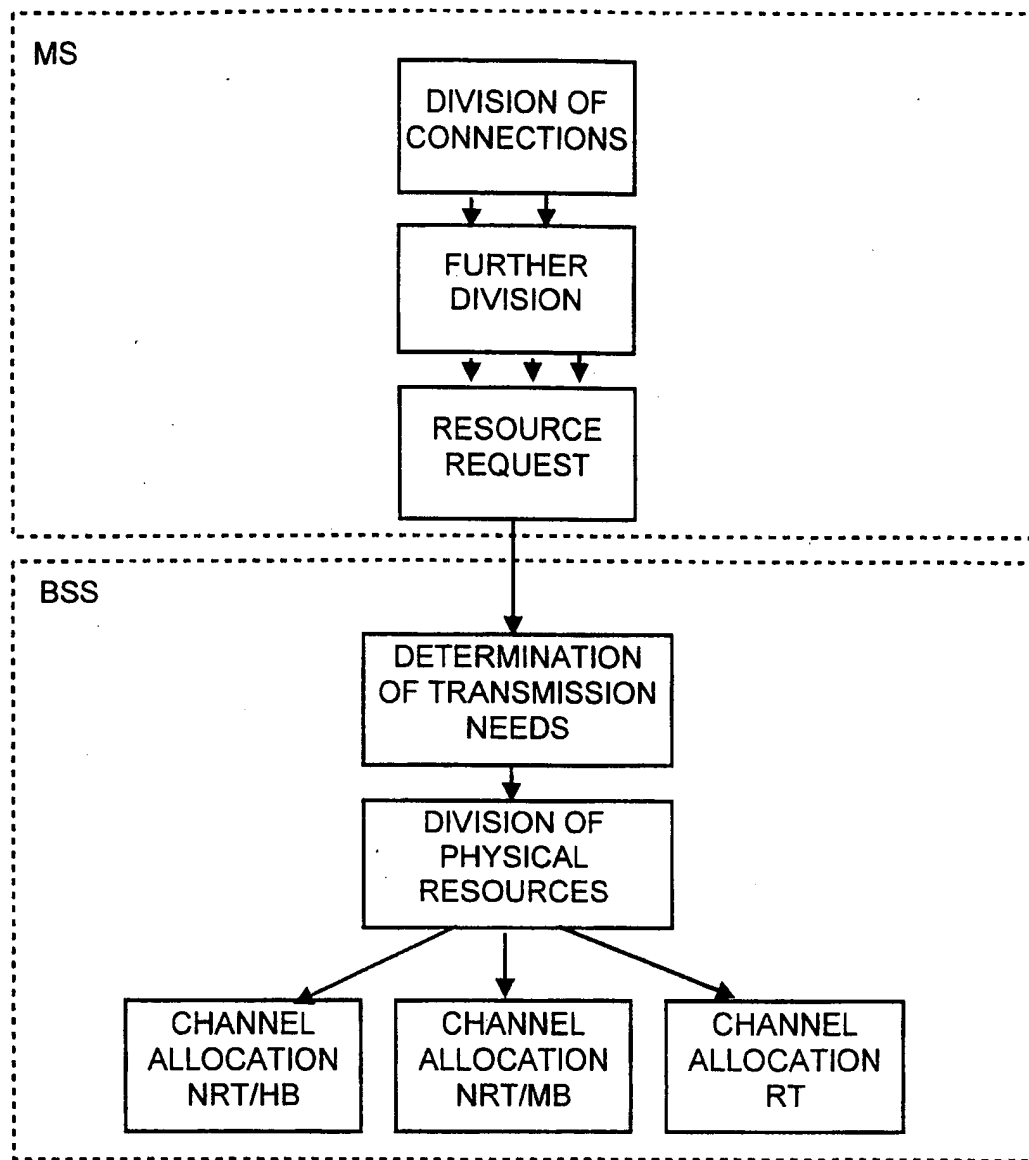 MS
DIVISION OF
CONNECTIONS
FURTHER
DIVISION
RESOURCE
REQUEST
BSS
DETERMINATION
OF TRANSMISSION
NEEDS
DIVISION OF
PHYSICAL
RESOURCES
CHANNEL
ALLOCATION
NRT/HB
CHANNEL
ALLOCATION
NRT/MB
CHANNEL
ALLOCATION
RT